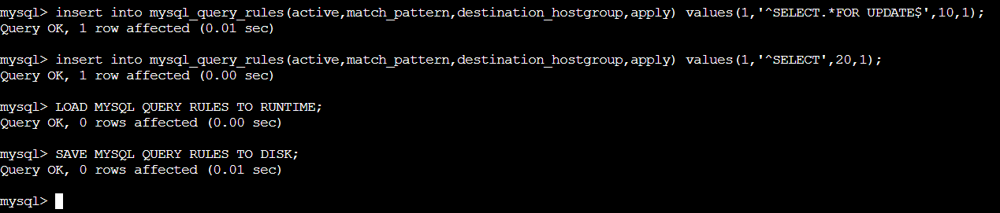 mysql> insert into mysql_query_rules(active,match_pattern,destination_hostgroup,apply) values(1,'^SELECT.*FOR UPDATE$',10,1);
Query OK, 1 row affected (0.01 sec)
mysql> insert into mysql_query_rules(active,match_pattern,destination_hostgroup,apply) values(1,'^SELECT',20,1);
Query OK, 1 row affected (0.00 sec)
mysql> LOAD MYSQL QUERY RULES TO RUNTIME;
Query OK, 0 rows affected (0.00 sec)
mysql> SAVE MYSQL QUERY RULES TO DISK;
Query OK, 0 rows affected (0.01 sec)
mysql>